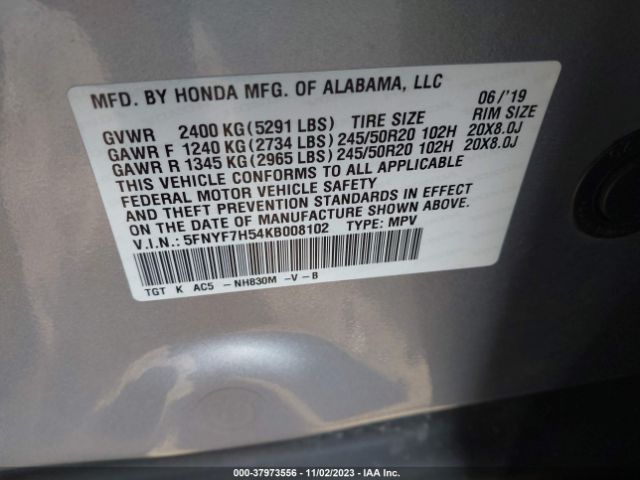 MFD. BY HONDA MFG. OF ALABAMA, LLC
06/'19
GVWR 2400 KG(5291 LBS) TIRE SIZE RIM SIZE
GAWR F 1240 KG(2734 LBS)245/50R20 102H 20X8.0J
GAWR R 1345 KG(2965 LBS)245/50R20 102H 20X8.0J
THIS VEHICLE CONFORMS TO ALL APPLICABLE
FEDERAL MOTOR VEHICLE SAFETY
AND THEFT PREVENTION STANDARDS IN EFFECT
ON THE DATE OF MANUFACTURE SHOWN ABOVE.
V.I.N.: 5FNYF7H54KB008102 TYPE: MPV
TGT K AC5 -NH830M -V-B
000-37973556 - 11/02/2023 - IAA Inc.